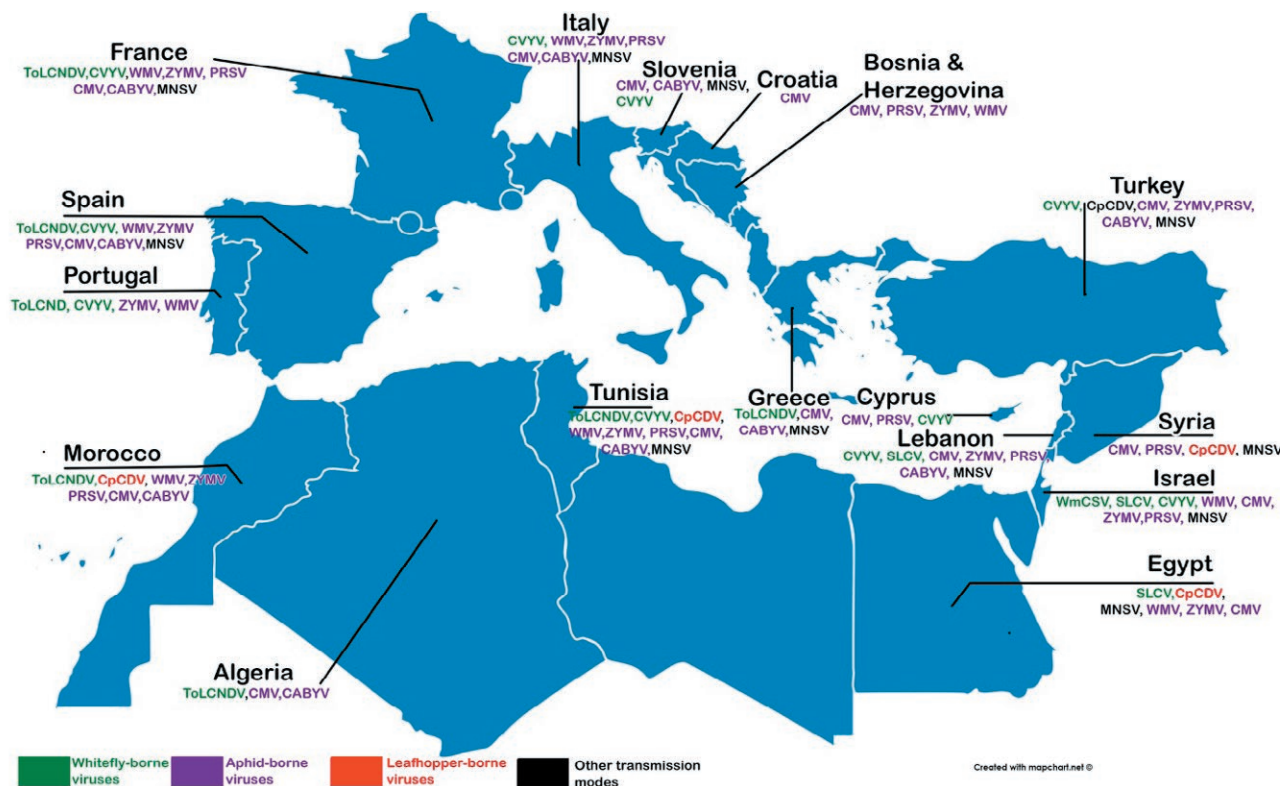 France
ToLCNDV,CVYV,WMV,ZYMV, PRSV
CMV,CABYV,MNSV
Italy
CVYV, WMV,ZYMV,PRSV
CMV,CABYV,MNSV
Slovenia
CMV, CABYV, MNSV,
CVYV
Croatia
CMV
Bosnia &
Herzegovina
CMV, PRSV, ZYMV, WMV
Spain
ToLCNDV,CVYV, WMV,ZYMV
PRSV,CMV,CABYV,MNSV
Portugal
ToLCND, CVYV, ZYMV, WMV
Turkey
CVYV,CpCDV,CMV, ZYMV,PRSV,
CABYV, MNSV
Tunisia
ToLCNDV,CVYV,CpCDV,
WMV,ZYMV, PRSV,CMV,
CABYV,MNSV
Greece
ToLCNDV,CMV,
CABYV,MNSV
Cyprus
CMV, PRSV, CVYV
Lebanon
CVYV, SLCV, CMV, ZYMV, PRSV,
CABYV, MNSV
Syria
CMV, PRSV, CpCDV, MNSV
Israel
WmCSV, SLCV, CVYV, WMV, CMV,
ZYMV,PRSV, MNSV
Morocco
ToLCNDV,CpCDV, WMV,ZYMV
PRSV,CMV,CABYV
Egypt
SLCV,CpCDV,
MNSV, WMV, ZYMV, CMV
Algeria
ToLCNDV,CMV,CABYV
Whitefly-borne
viruses
Aphid-borne
viruses
Leafhopper-borne
viruses
Other transmission
modes
Created with mapchart.net ©